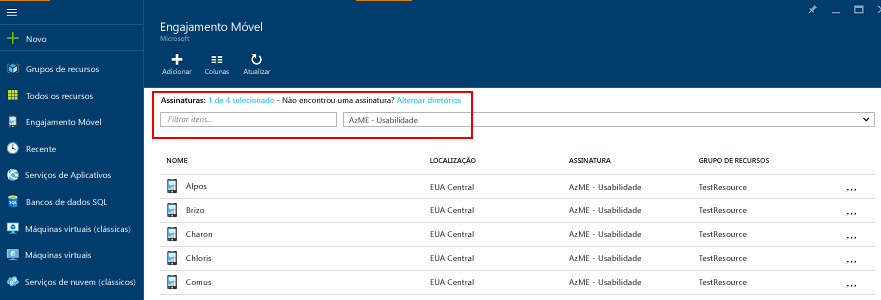 Novo
Grupos de recursos
Todos os recursos
Engajamento Móvel
Recente
Serviços de Aplicativos
Bancos de dados SQL
Máquinas virtuais (clássicas)
Máquinas virtuais
Serviços de nuvem (clássicos)
Engajamento Móvel
Microsoft
Adicionar Colunas Atualizar
Assinaturas: 1 de 4 selecionado - Não encontrou uma assinatura? Alternar diretórios
Filtrar itens... AzME - Usabilidade
NOME LOCALIZAÇÃO ASSINATURA GRUPO DE RECURSOS
Alpos EUA Central AzME - Usabilidade TestResource ...
Brizo EUA Central AzME - Usabilidade TestResource ...
Charon EUA Central AzME - Usabilidade TestResource ...
Chloris EUA Central AzME - Usabilidade TestResource ...
Comus EUA Central AzME - Usabilidade TestResource ...